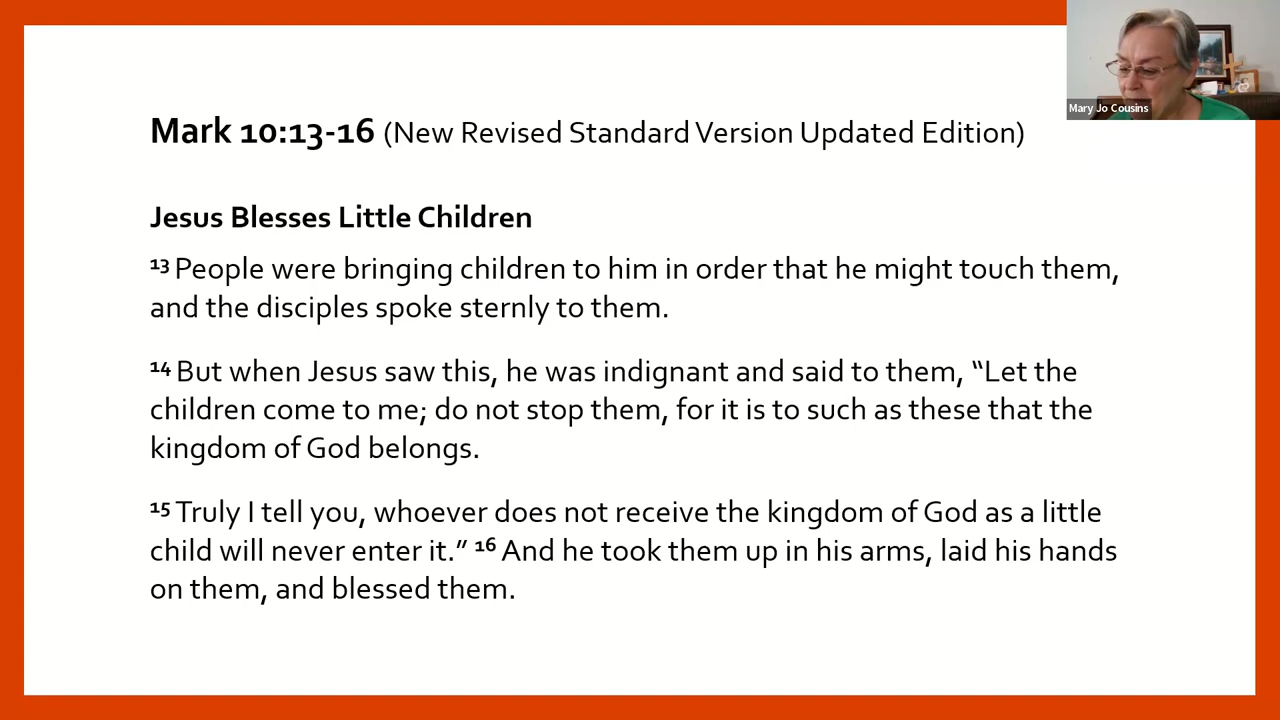 Mary Jo Cousins
Mark 10:13-16 (New Revised Standard Version Updated Edition)
Jesus Blesses Little Children
13 People were bringing children to him in order that he might touch them,
and the disciples spoke sternly to them.
14 But when Jesus saw this, he was indignant and said to them, “Let the
children come to me; do not stop them, for it is to such as these that the
kingdom of God belongs.
15 Truly I tell you, whoever does not receive the kingdom of God as a little
child will never enter it.” 16 And he took them up in his arms, laid his hands
on them, and blessed them.